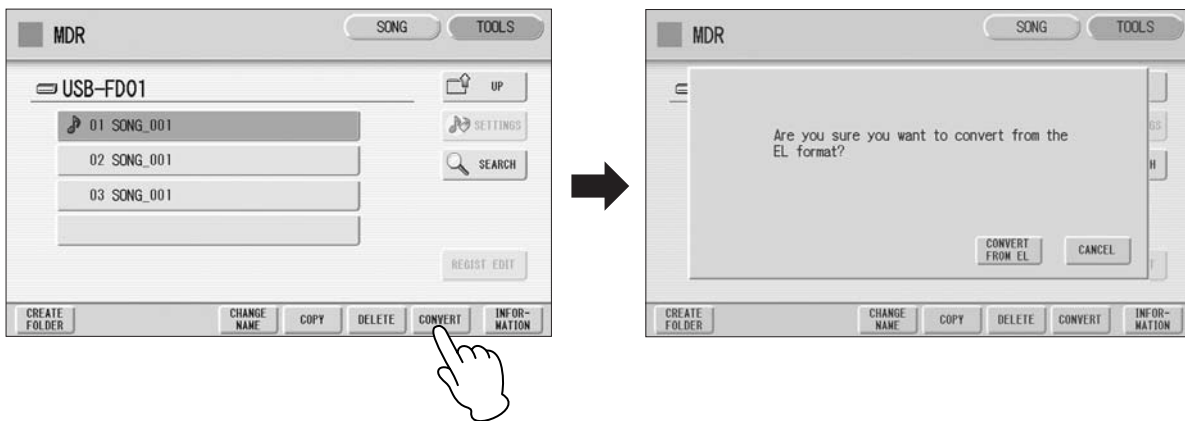 MDR
SONG
TOOLS
USB-FD01
UP
01 SONG_001
SETTINGS
02 SONG_001
SEARCH
03 SONG_001
REGIST EDIT
CREATE
FOLDER
CHANGE
NAME
COPY
DELETE
CONVERT
INFOR-
MATION
MDR
SONG
TOOLS
Are you sure you want to convert from the
EL format?
CONVERT
FROM EL
CANCEL
CREATE
FOLDER
CHANGE
NAME
COPY
DELETE
CONVERT
INFOR-
MATION